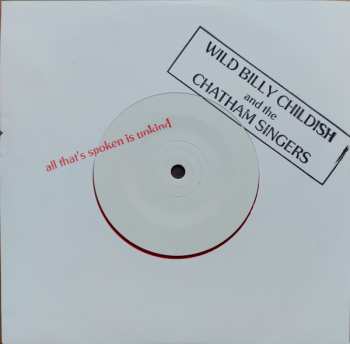 WILD BILLY CHILDISH
and the
CHATHAM SINGERS
all that's spoken is unkind